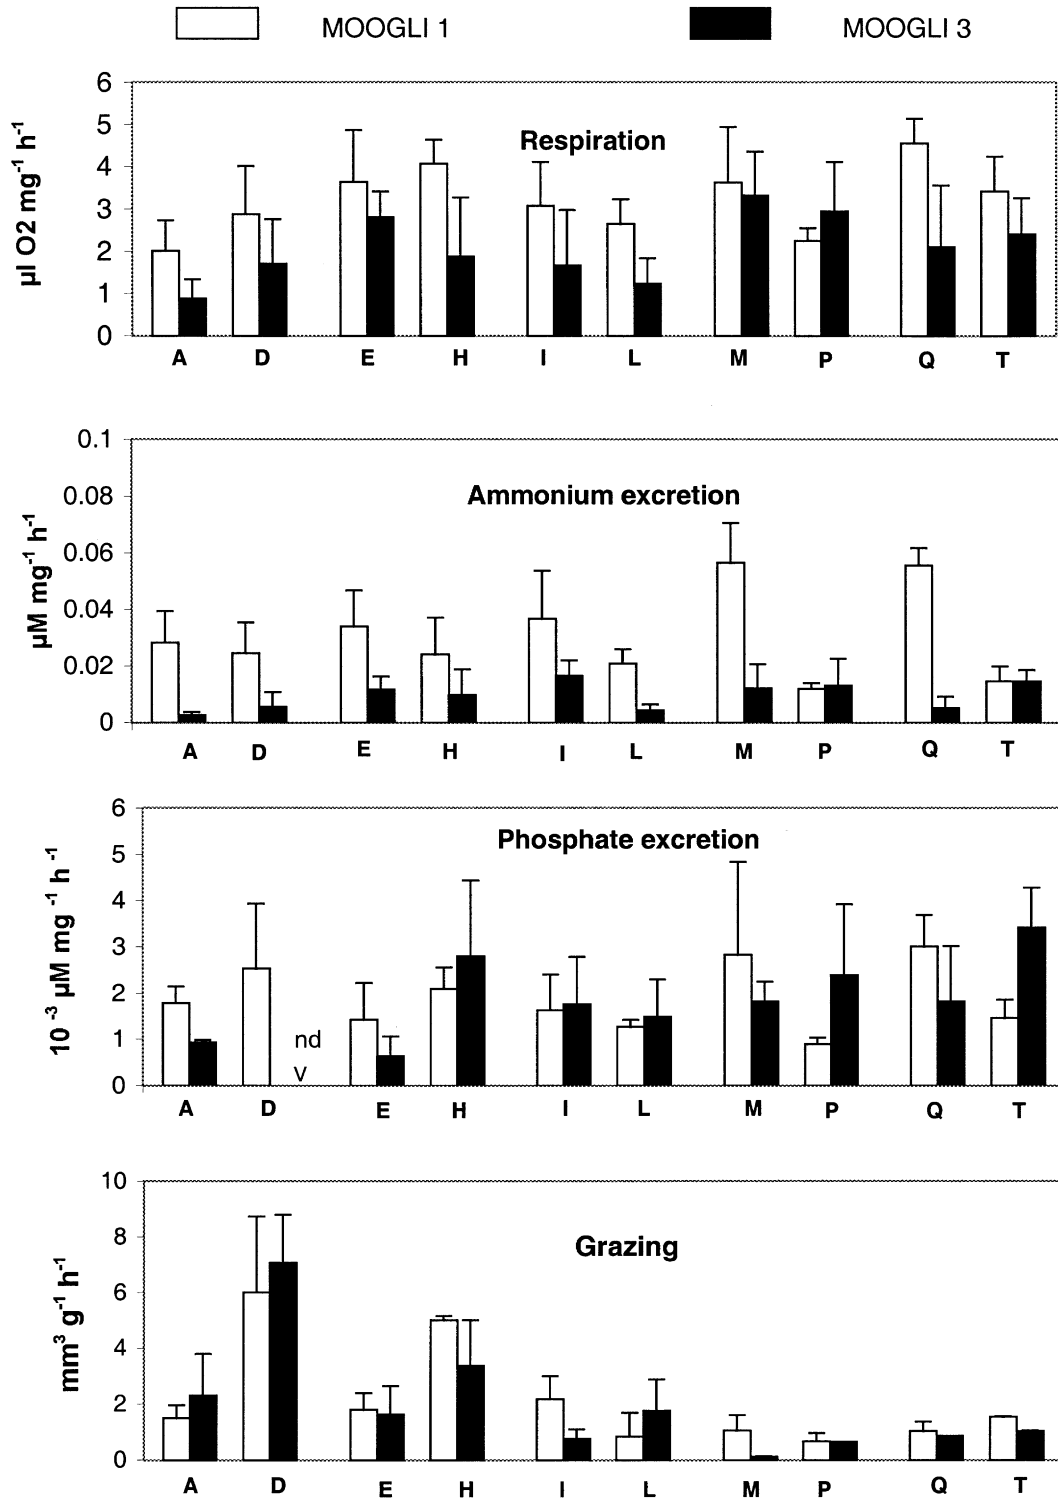 MOOGLI 1 MOOGLI 3
Respiration
µl O2 mg-1 h-1
6
5
4
3
2
1
0
A D E H I L M P Q T
Ammonium excretion
µM mg-1 h-1
0.1
0.08
0.06
0.04
0.02
0
A D E H I L M P Q T
Phosphate excretion
10 -3 µM mg -1 h -1
6
5
4
3
2
1
0
nd
V
A D E H I L M P Q T
Grazing
mm3 g-1 h-1
10
8
6
4
2
0
A D E H I L M P Q T